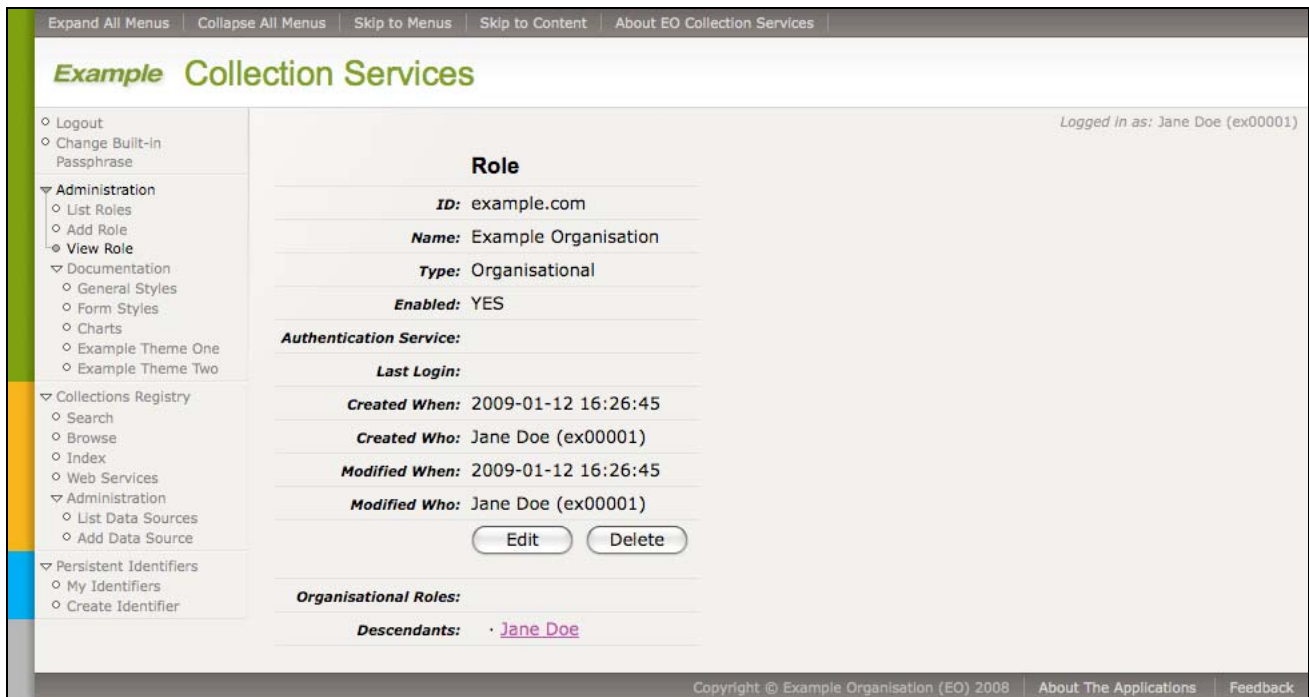 Expand All Menus Collapse All Menus Skip to Menus Skip to Content About EO Collection Services
Example Collection Services
Logged in as: Jane Doe (ex00001)
Logout
Change Built-in
Passphrase
Administration
List Roles
Add Role
View Role
Documentation
General Styles
Form Styles
Charts
Example Theme One
Example Theme Two
Collections Registry
Search
Browse
Index
Web Services
Administration
List Data Sources
Add Data Source
Persistent Identifiers
My Identifiers
Create Identifier
Role
ID: example.com
Name: Example Organisation
Type: Organisational
Enabled: YES
Authentication Service:
Last Login:
Created When: 2009-01-12 16:26:45
Created Who: Jane Doe (ex00001)
Modified When: 2009-01-12 16:26:45
Modified Who: Jane Doe (ex00001)
Edit Delete
Organisational Roles:
Descendants: · Jane Doe
Copyright © Example Organisation (EO) 2008 About The Applications Feedback